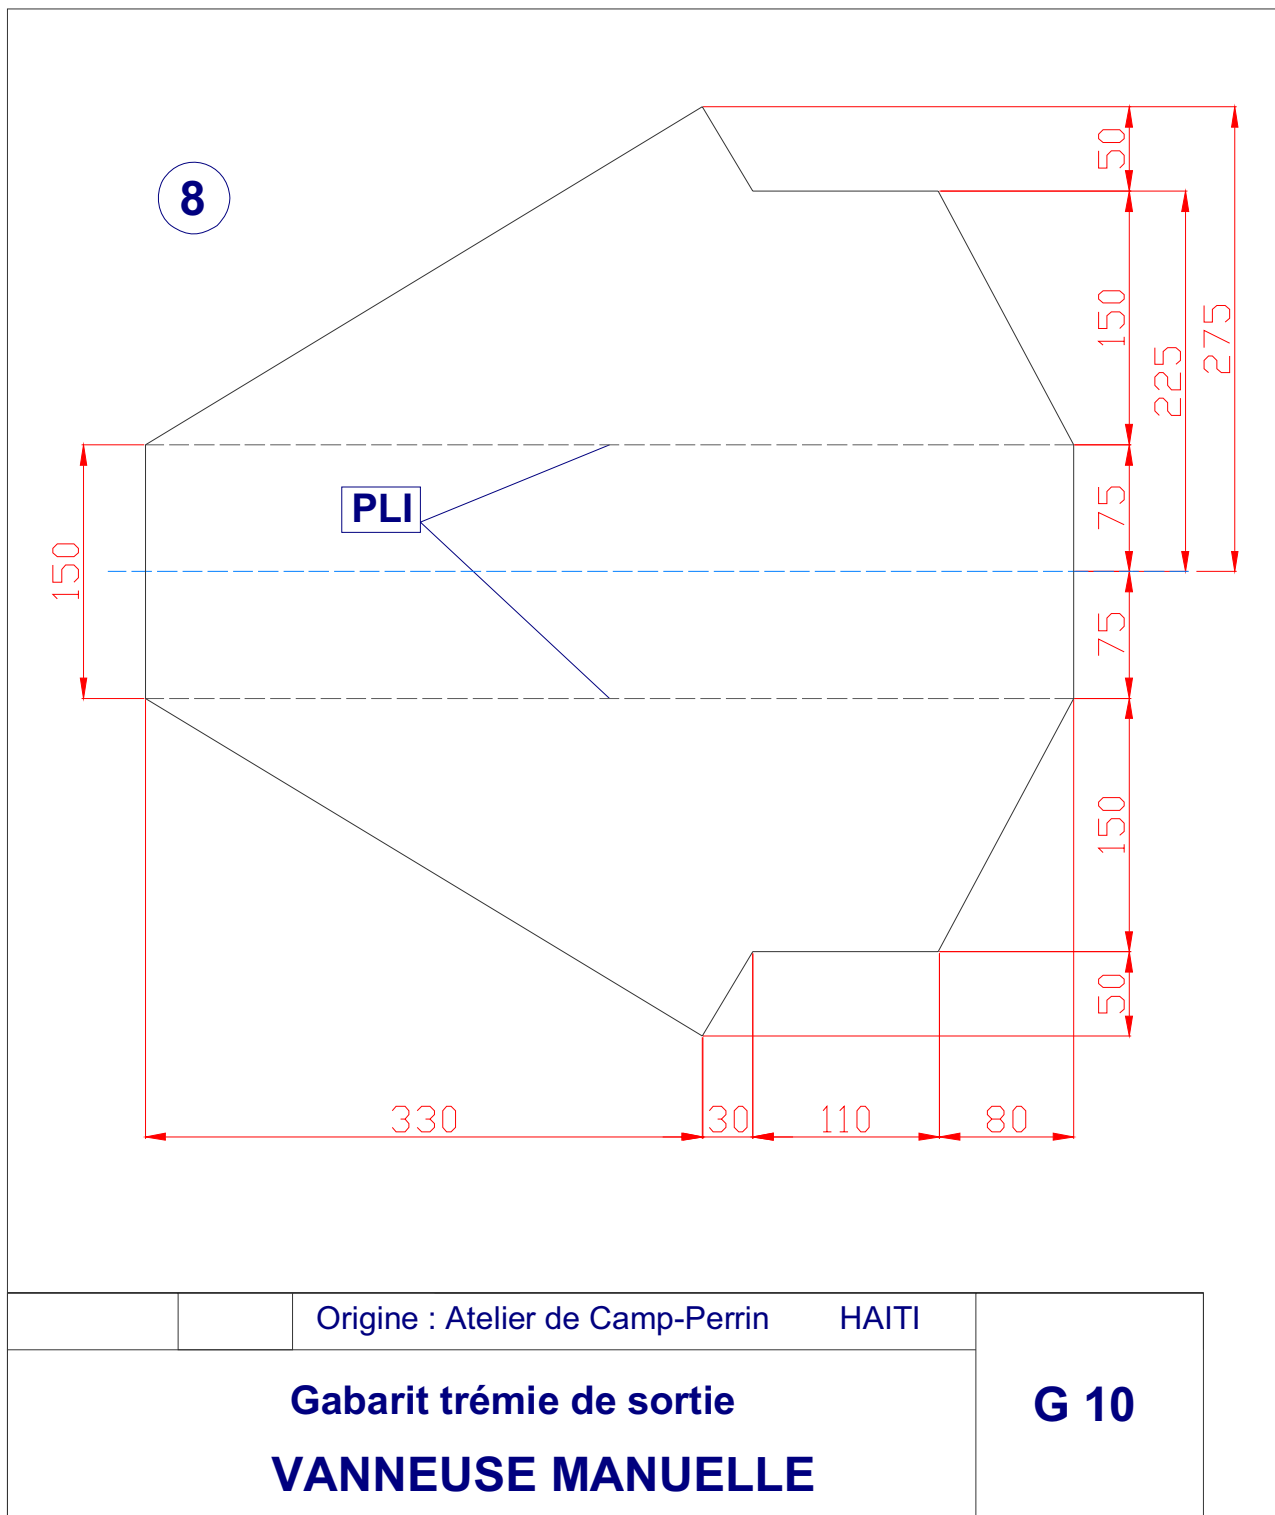 8
50
150
275
225
PLI
75
150
75
150
50
330
30
110
80
Origine : Atelier de Camp-Perrin HAITI
Gabarit trémie de sortie
G 10
VANNEUSE MANUELLE